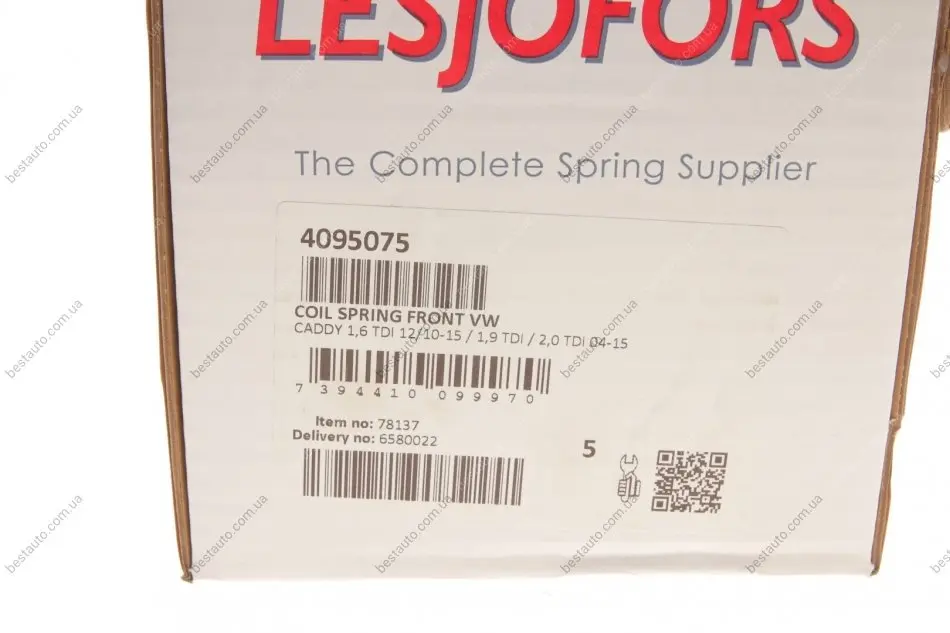 LESJÖFORS
The Complete Spring Supplier
4095075
COIL SPRING FRONT VW
CADDY 1,6 TDI 12/10-15 / 1,9 TDI / 2,0 TDI 04-15
7 394410 099970
Item no: 78137
Delivery no: 6580022
5
bestauto.com.ua